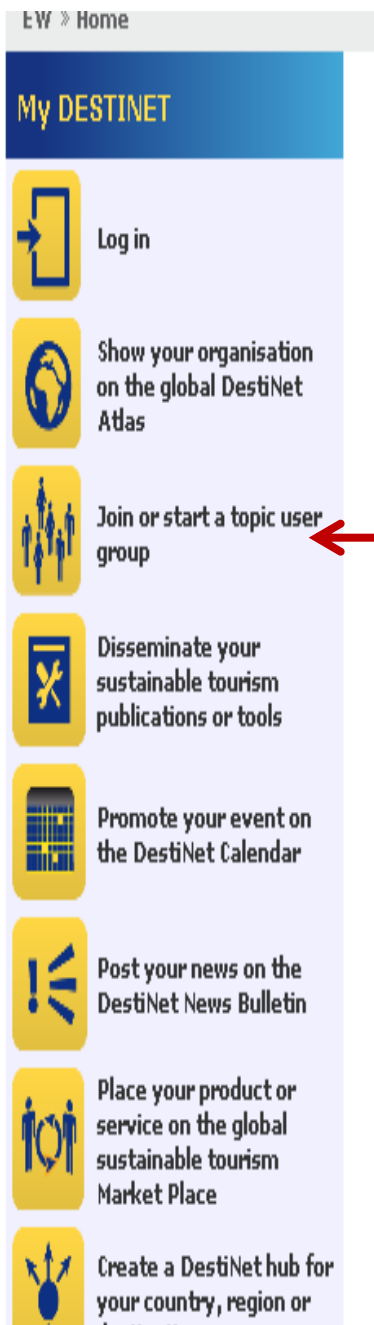 EW » Home
My DESTINET
Log in
Show your organisation
on the global DestiNet
Atlas
Join or start a topic user
group
Disseminate your
sustainable tourism
publications or tools
Promote your event on
the DestiNet Calendar
Post your news on the
DestiNet News Bulletin
Place your product or
service on the global
sustainable tourism
Market Place
Create a DestiNet hub for
your country, region or